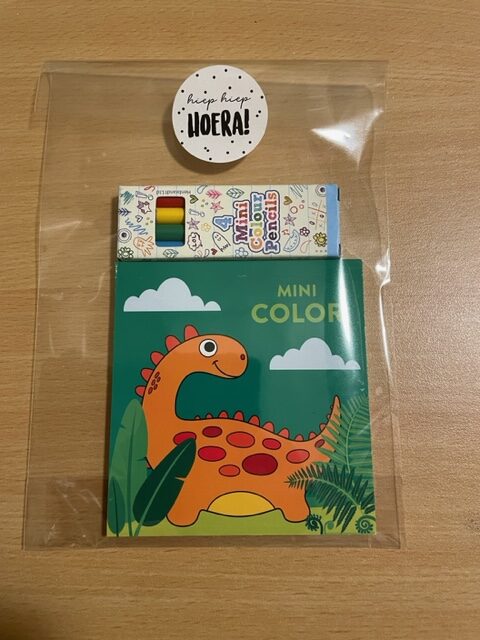 hiep hiep
HOERA!
4
Mini
Colour
Pencils
MINI
COLOR